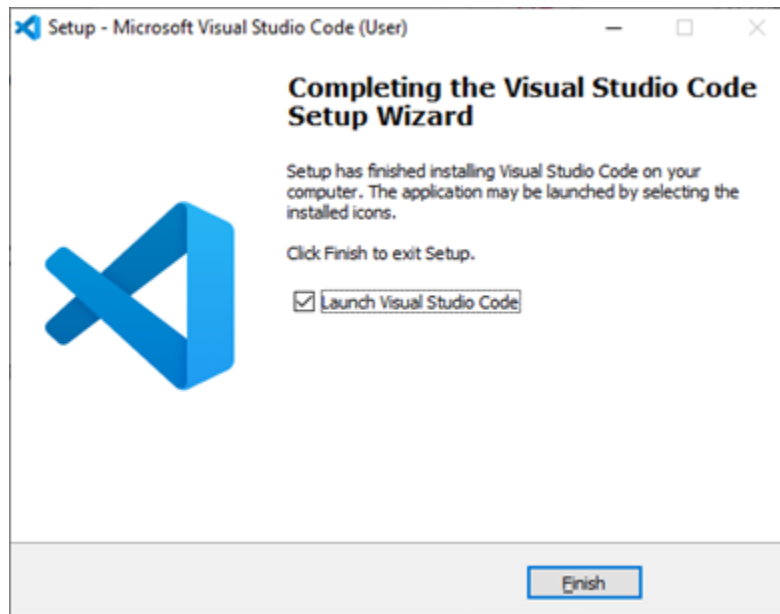 Setup - Microsoft Visual Studio Code (User)
Completing the Visual Studio Code
Setup Wizard
Setup has finished installing Visual Studio Code on your
computer. The application may be launched by selecting the
installed icons.
Click Finish to exit Setup.
Launch Visual Studio Code
Finish